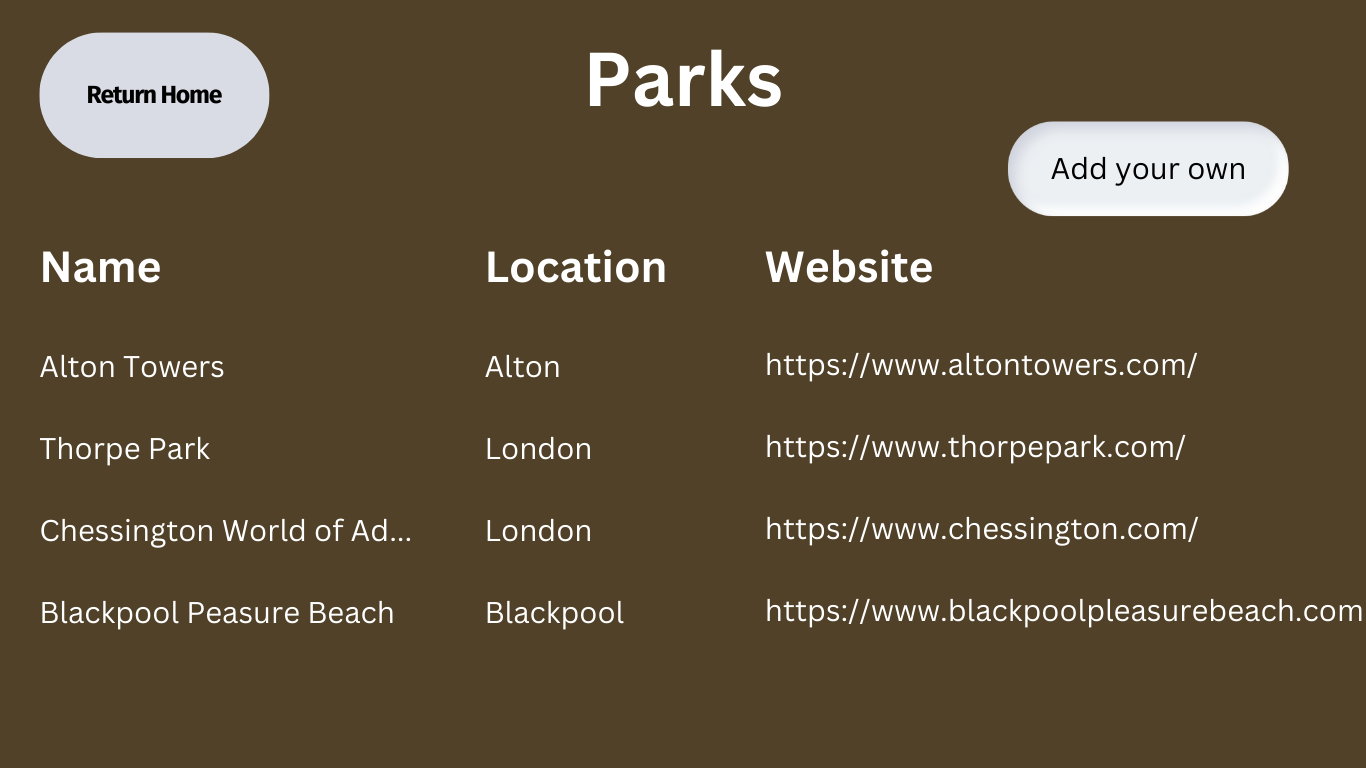 Return Home
Parks
Add your own
Name Location Website
Alton Towers Alton https://www.altontowers.com/
Thorpe Park London https://www.thorpepark.com/
Chessington World of Ad... London https://www.chessington.com/
Blackpool Peasure Beach Blackpool https://www.blackpoolpleasurebeach.com